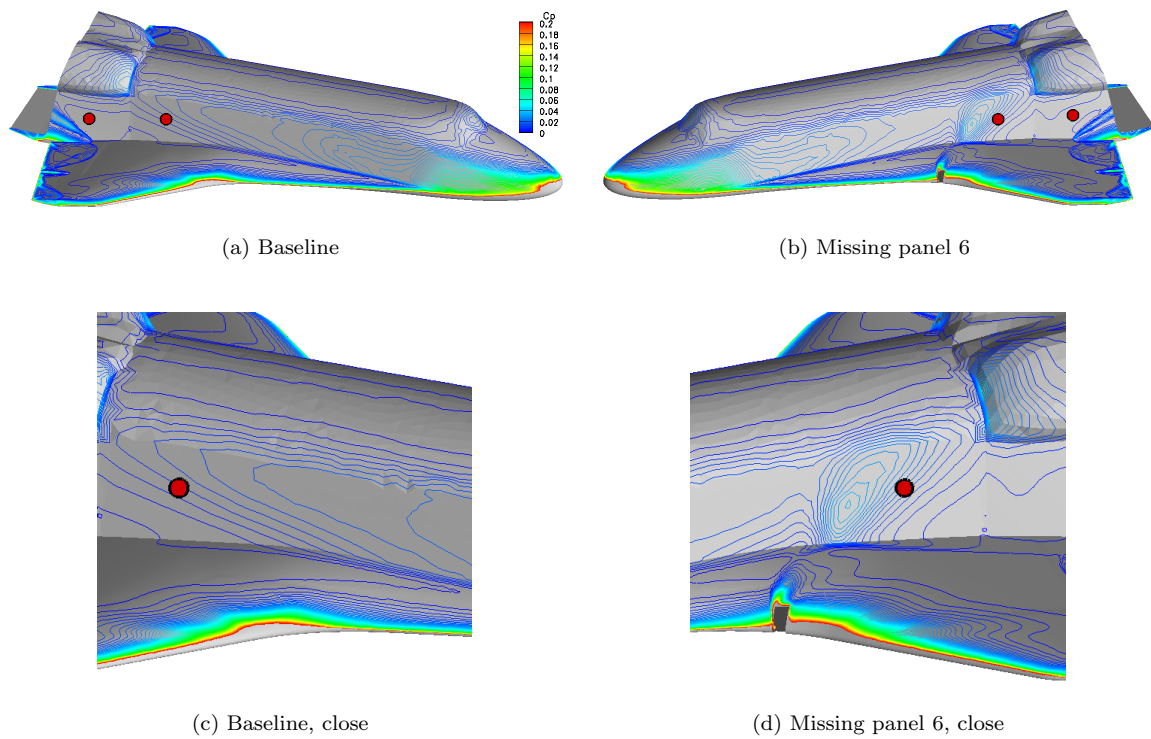 Cp
0.2
0.18
0.16
0.14
0.12
0.1
0.08
0.06
0.04
0.02
0
(a) Baseline
(b) Missing panel 6
(c) Baseline, close
(d) Missing panel 6, close